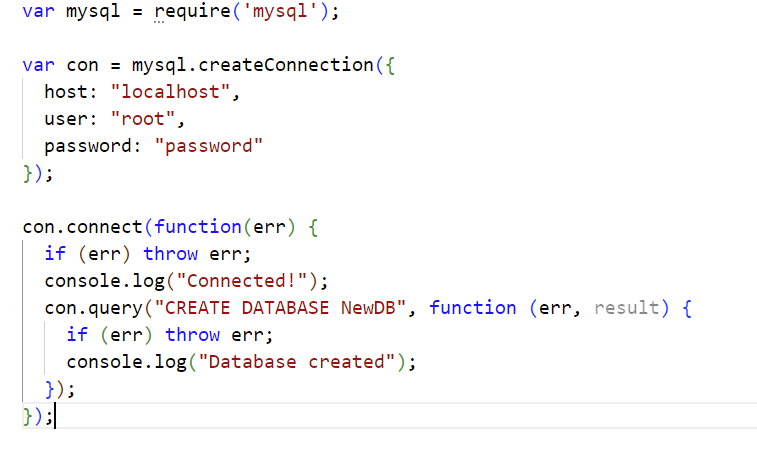 var mysql = require('mysql');
var con = mysql.createConnection({
host: "localhost",
user: "root",
password: "password"
});
con.connect(function(err) {
if (err) throw err;
console.log("Connected!");
con.query("CREATE DATABASE NewDB", function (err, result) {
if (err) throw err;
console.log("Database created");
});
});